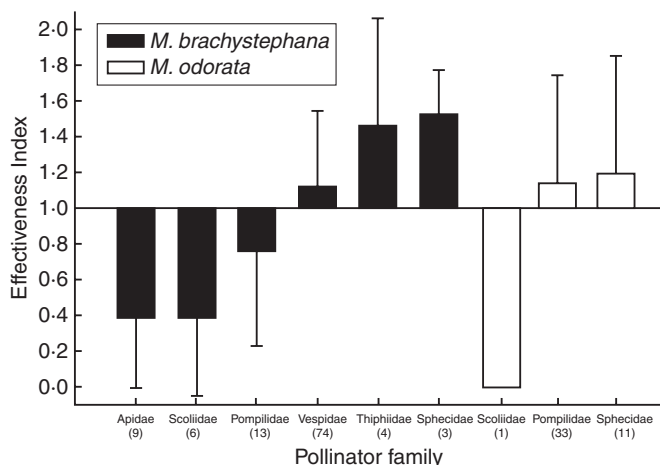 M. brachystephana
M. odorata
Effectiveness Index
2·0
1·8
1·6
1·4
1·2
1·0
0·8
0·6
0·4
0·2
0·0
Apidae Scoliidae Pompilidae Vespidae Thiphiidae Sphecidae Scoliidae Pompilidae Sphecidae
(9) (6) (13) (74) (4) (3) (1) (33) (11)
Pollinator family